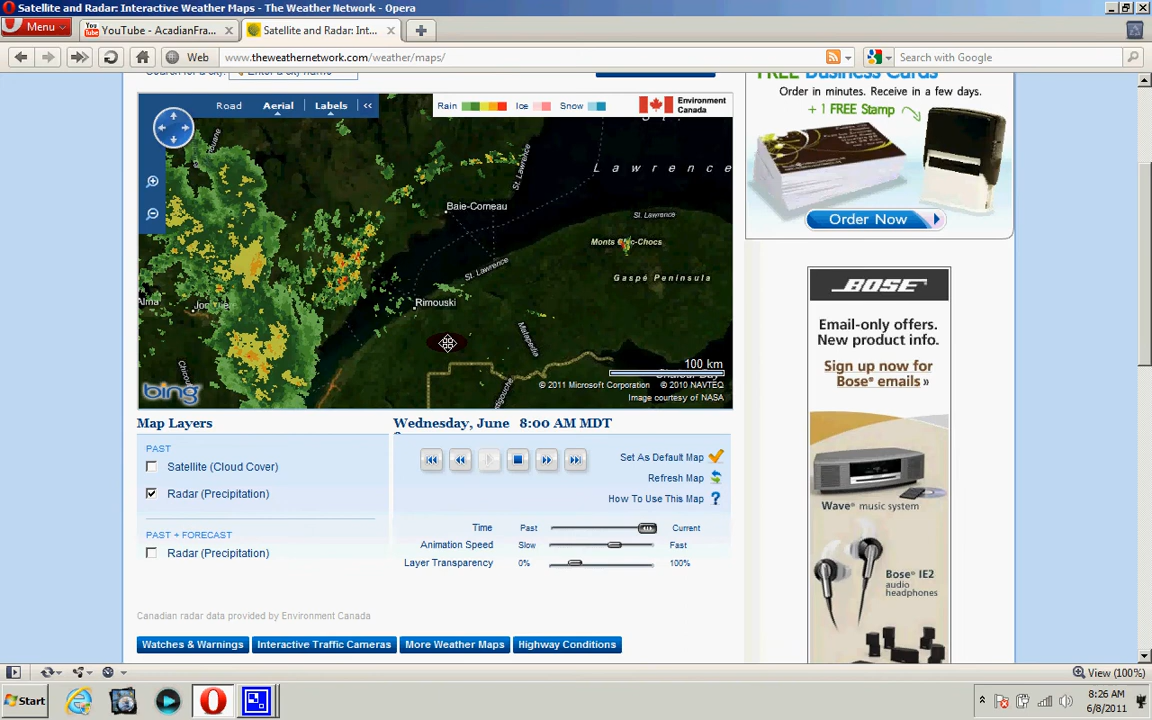 Satellite and Radar: Interactive Weather Maps - The Weather Network - Opera
Menu
YouTube - AcadianFra...
Satellite and Radar: Int...
Web
www.theweathernetwork.com/weather/maps/
Search with Google
FREE Business Cards
Order in minutes. Receive in a few days.
+ 1 FREE Stamp
Order Now
Road
Aerial
Labels
<<
Rain
Ice
Snow
Environment
Canada
Lawrence
St. Lawrence
Baie-Comeau
St. Lawrence
Monts Chic-Chocs
Gaspé Peninsula
St. Lawrence
Alma
Rimouski
Matapedia
100 km
© 2011 Microsoft Corporation © 2010 NAVTEQ
Image courtesy of NASA
bing
Map Layers
Wednesday, June 8:00 AM MDT
PAST
Satellite (Cloud Cover)
Radar (Precipitation)
PAST + FORECAST
Radar (Precipitation)
Set As Default Map
Refresh Map
How To Use This Map
Time Past Current
Animation Speed Slow Fast
Layer Transparency 0% 100%
Canadian radar data provided by Environment Canada
Watches & Warnings
Interactive Traffic Cameras
More Weather Maps
Highway Conditions
BOSE
Email-only offers.
New product info.
Sign up now for
Bose® emails »
Wave® music system
Bose® IE2
audio
headphones
View (100%)
Start
8:26 AM
6/8/2011